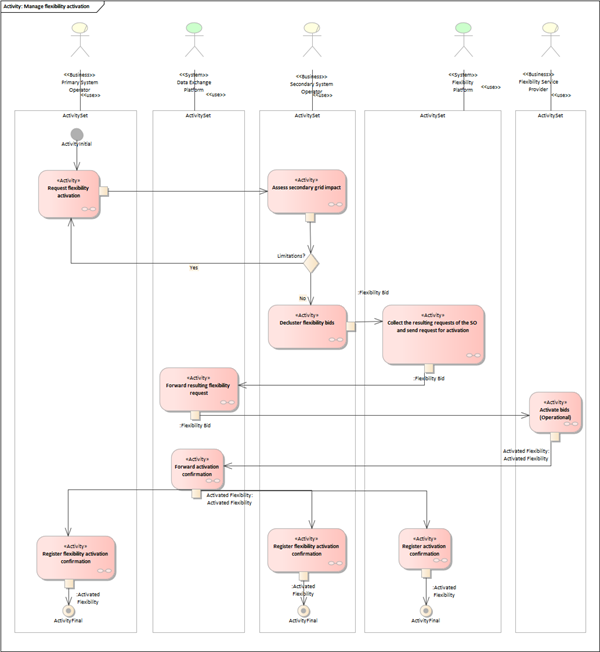 Activity: Manage flexibility activation
«Business»
Primary System
Operator
«use»
«System»
Data Exchange
Platform
«use»
«Business»
Secondary System
Operator
«use»
«System»
Flexibility
Platform
«use»
«Business»
Flexibility Service
Provider
«use»
ActivitySet
ActivitySet
ActivitySet
ActivitySet
ActivitySet
ActivityInitial
«Activity»
Request flexibility
activation
«Activity»
Assess secondary grid impact
Limitations?
Yes
No
«Activity»
Decluster flexibility bids
:Flexibility Bid
«Activity»
Collect the resulting requests of the SO
and send request for activation
:Flexibility Bid
«Activity»
Forward resulting flexibility
request
:Flexibility Bid
«Activity»
Activate bids
(Operational)
Activated Flexibility:
Activated Flexibility
«Activity»
Forward activation
confirmation
Activated Flexibility:
Activated Flexibility
«Activity»
Register flexibility activation
confirmation
:Activated
Flexibility
ActivityFinal
«Activity»
Register flexibility activation
confirmation
:Activated
Flexibility
ActivityFinal
«Activity»
Register activation
confirmation
:Activated
Flexibility
ActivityFinal